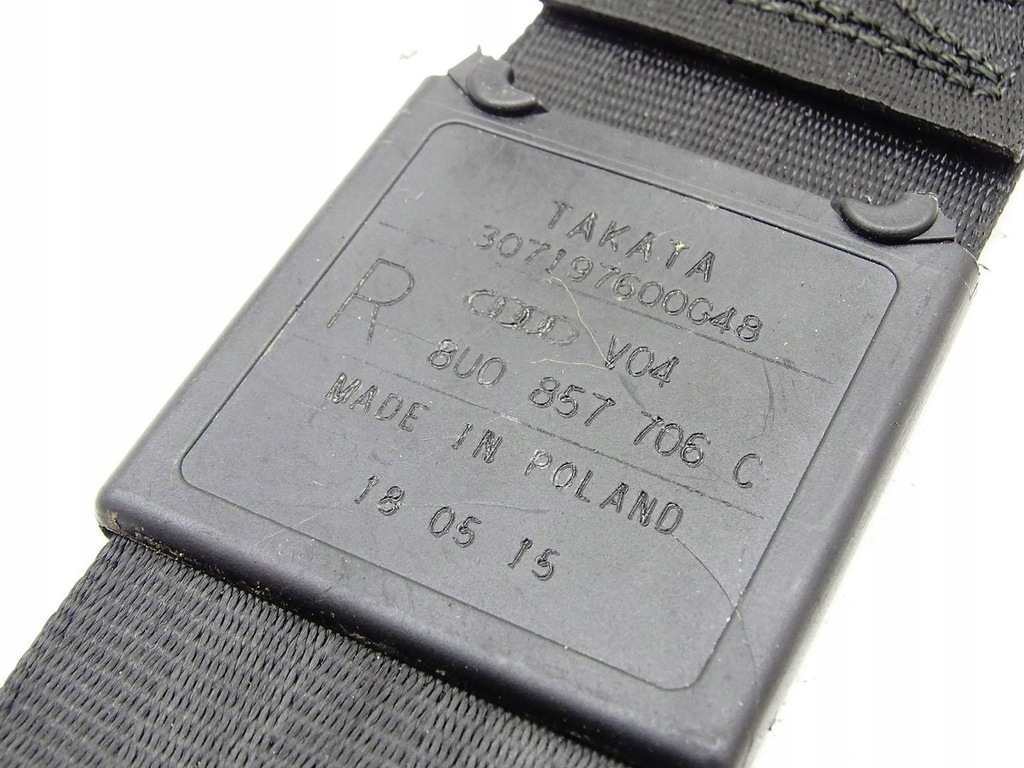 TAKATA
307197600G48
R V04
8U0 857 706 C
MADE IN POLAND
18 05 15